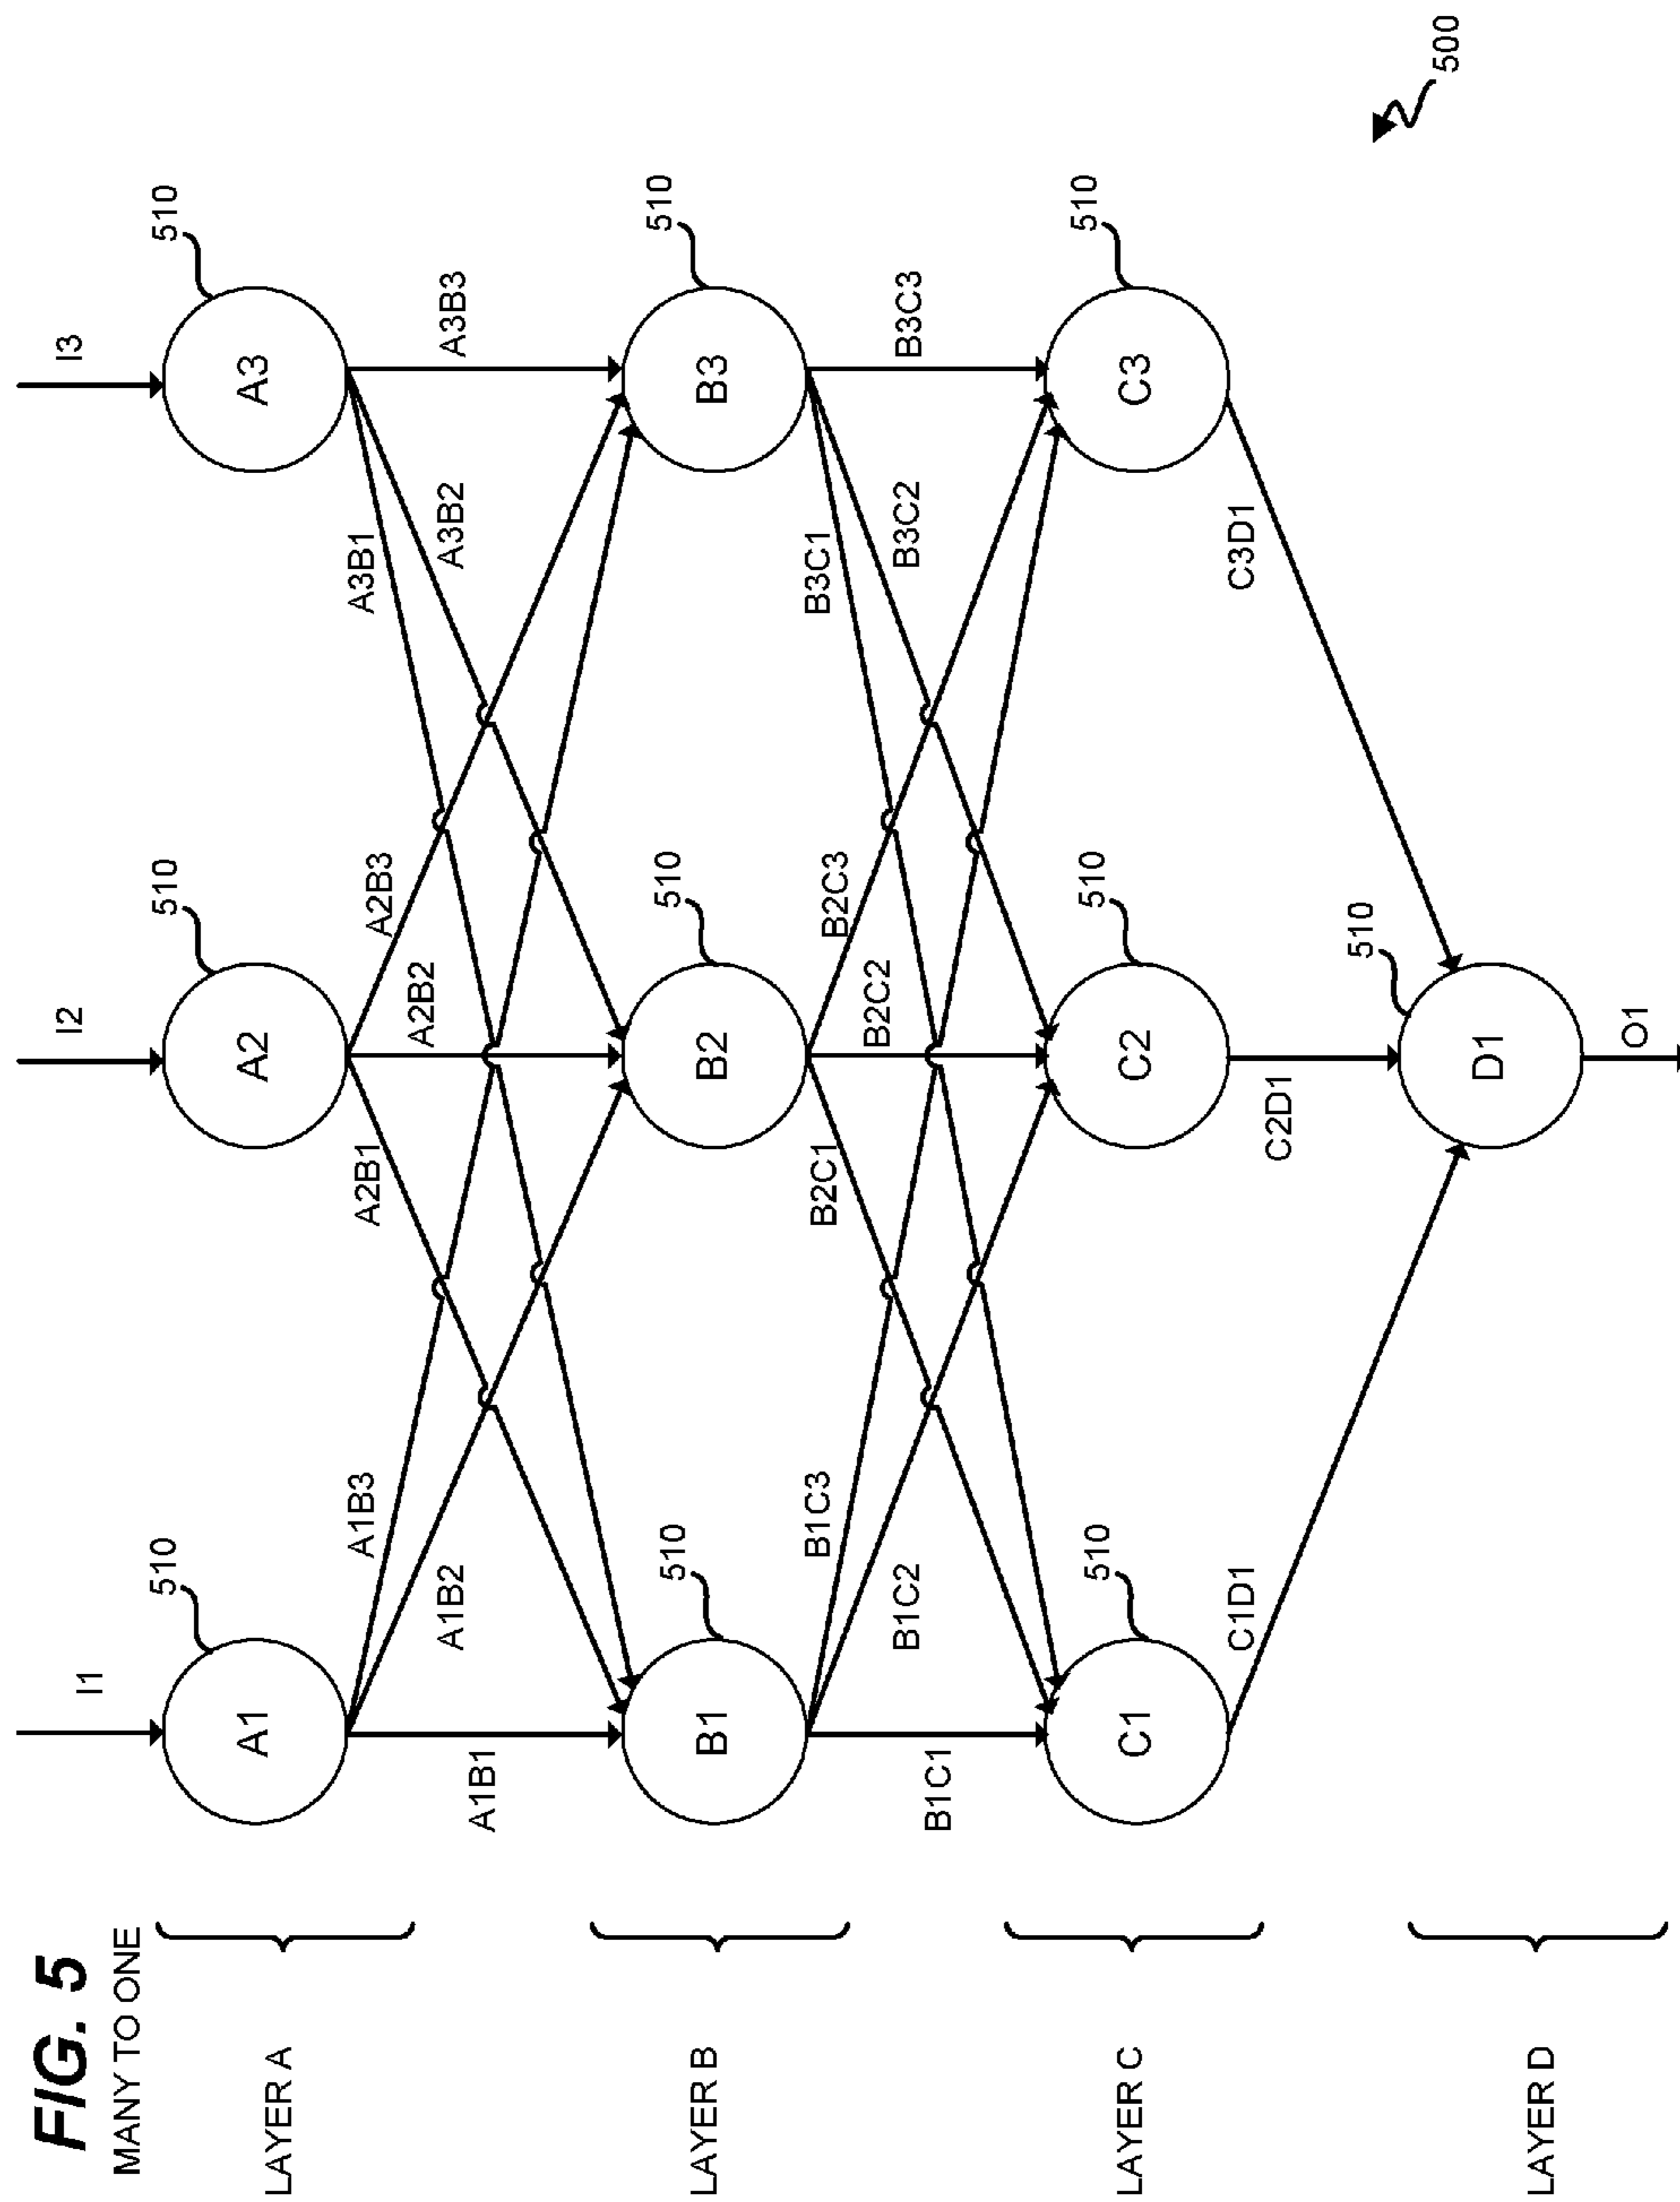 FIG. 5
MANY TO ONE
I1
I2
I3
LAYER A
A1
510
A2
510
A3
510
A1B1
A1B2
A1B3
A2B1
A2B2
A2B3
A3B1
A3B2
A3B3
LAYER B
B1
510
B2
510
B3
510
B1C1
B1C2
B1C3
B2C1
B2C2
B2C3
B3C1
B3C2
B3C3
LAYER C
C1
510
C2
510
C3
510
C1D1
C2D1
C3D1
LAYER D
D1
510
O1
500